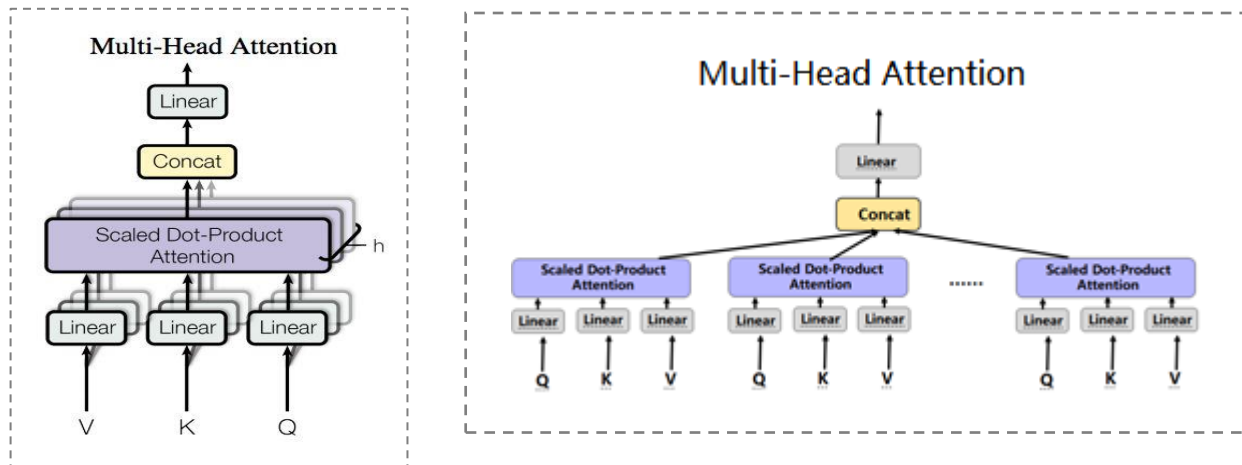 Multi-Head Attention
Linear
Concat
Scaled Dot-Product
Attention
h
Linear Linear Linear
V K Q
Multi-Head Attention
Linear
Concat
Scaled Dot-Product Scaled Dot-Product Scaled Dot-Product
Attention Attention ...... Attention
Linear Linear Linear Linear Linear Linear Linear Linear Linear
Q K V Q K V Q K V